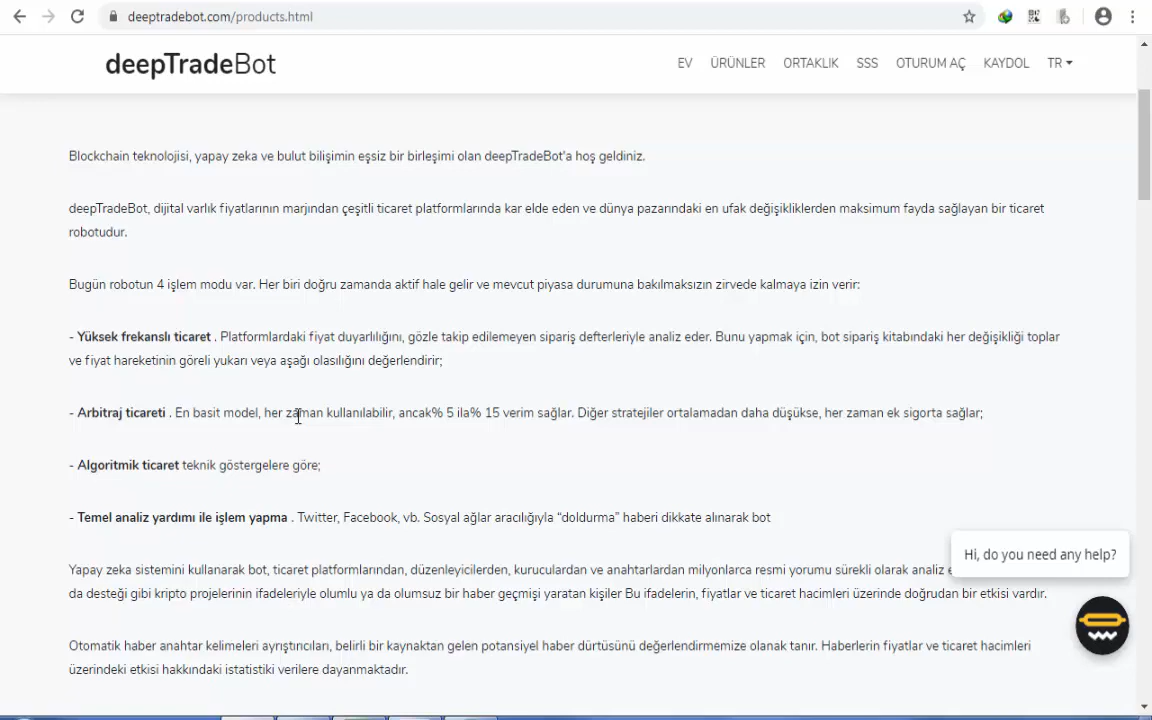 deeptradebot.com/products.html
deepTradeBot
EV ÜRÜNLER ORTAKLIK SSS OTURUM AÇ KAYDOL TR
Blockchain teknolojisi, yapay zeka ve bulut bilişimin eşsiz bir birleşimi olan deepTradeBot'a hoş geldiniz.
deepTradeBot, dijital varlık fiyatlarının marjından çeşitli ticaret platformlarında kar elde eden ve dünya pazarındaki en ufak değişikliklerden maksimum fayda sağlayan bir ticaret
robotudur.
Bugün robotun 4 işlem modu var. Her biri doğru zamanda aktif hale gelir ve mevcut piyasa durumuna bakılmaksızın zirvede kalmaya izin verir:
- Yüksek frekanslı ticaret . Platformlardaki fiyat duyarlılığını, gözle takip edilemeyen sipariş defterleriyle analiz eder. Bunu yapmak için, bot sipariş kitabındaki her değişikliği toplar
ve fiyat hareketinin göreli yukarı veya aşağı olasılığını değerlendirir;
- Arbitraj ticareti . En basit model, her zaman kullanılabilir, ancak% 5 ila% 15 verim sağlar. Diğer stratejiler ortalamadan daha düşükse, her zaman ek sigorta sağlar;
- Algoritmik ticaret teknik göstergelere göre;
- Temel analiz yardımı ile işlem yapma . Twitter, Facebook, vb. Sosyal ağlar aracılığıyla “doldurma” haberi dikkate alınarak bot
Hi, do you need any help?
Yapay zeka sistemini kullanarak bot, ticaret platformlarından, düzenleyicilerden, kuruculardan ve anahtarlardan milyonlarca resmi yorumu sürekli olarak analiz
da desteği gibi kripto projelerinin ifadeleriyle olumlu ya da olumsuz bir haber geçmişi yaratan kişiler Bu ifadelerin, fiyatlar ve ticaret hacimleri üzerinde doğrudan bir etkisi vardır.
Otomatik haber anahtar kelimeleri ayrıştırıcıları, belirli bir kaynaktan gelen potansiyel haber dürtüsünü değerlendirmemize olanak tanır. Haberlerin fiyatlar ve ticaret hacimleri
üzerindeki etkisi hakkındaki istatistiki verilere dayanmaktadır.